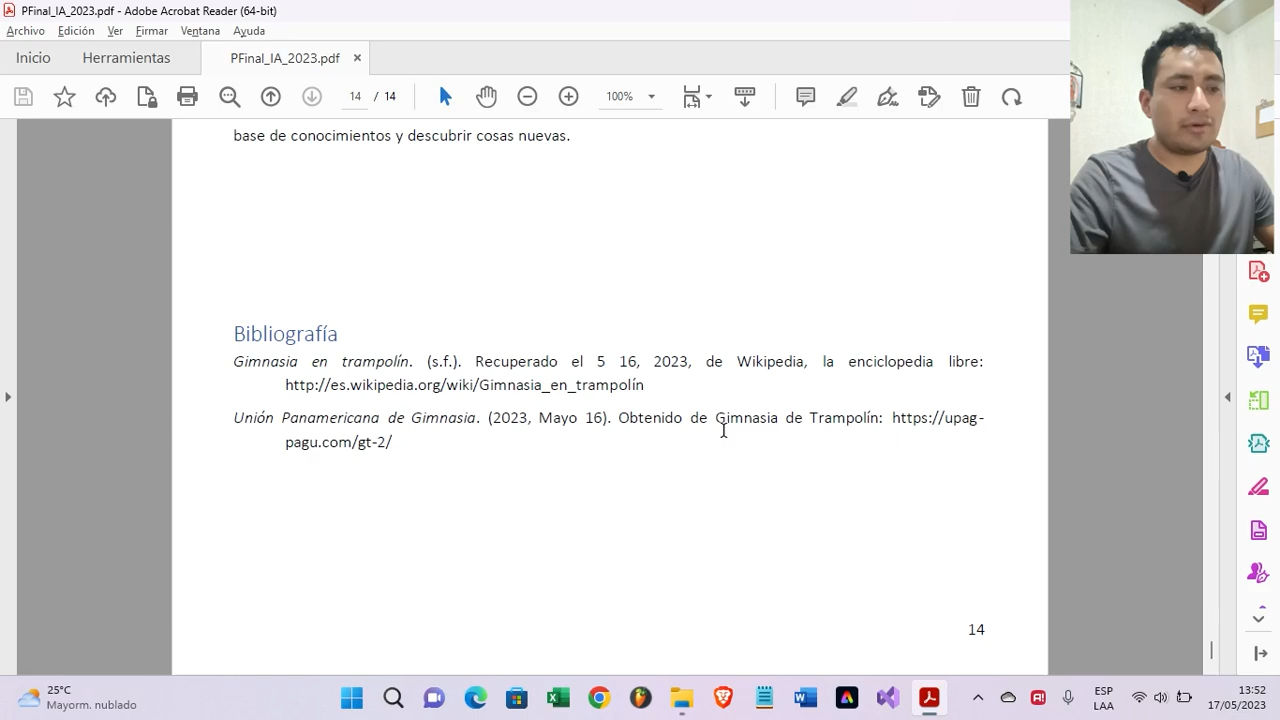 PFinal_IA_2023.pdf - Adobe Acrobat Reader (64-bit)
Archivo Edición Ver Firmar Ventana Ayuda
Inicio Herramientas PFinal_IA_2023.pdf ×
14 / 14 100%
base de conocimientos y descubrir cosas nuevas.
Bibliografía
Gimnasia en trampolín. (s.f.). Recuperado el 5 16, 2023, de Wikipedia, la enciclopedia libre:
http://es.wikipedia.org/wiki/Gimnasia_en_trampolín
Unión Panamericana de Gimnasia. (2023, Mayo 16). Obtenido de Gimnasia de Trampolín: https://upag-
pagu.com/gt-2/
14
25°C
Mayorm. nublado
ESP
LAA
13:52
17/05/2023